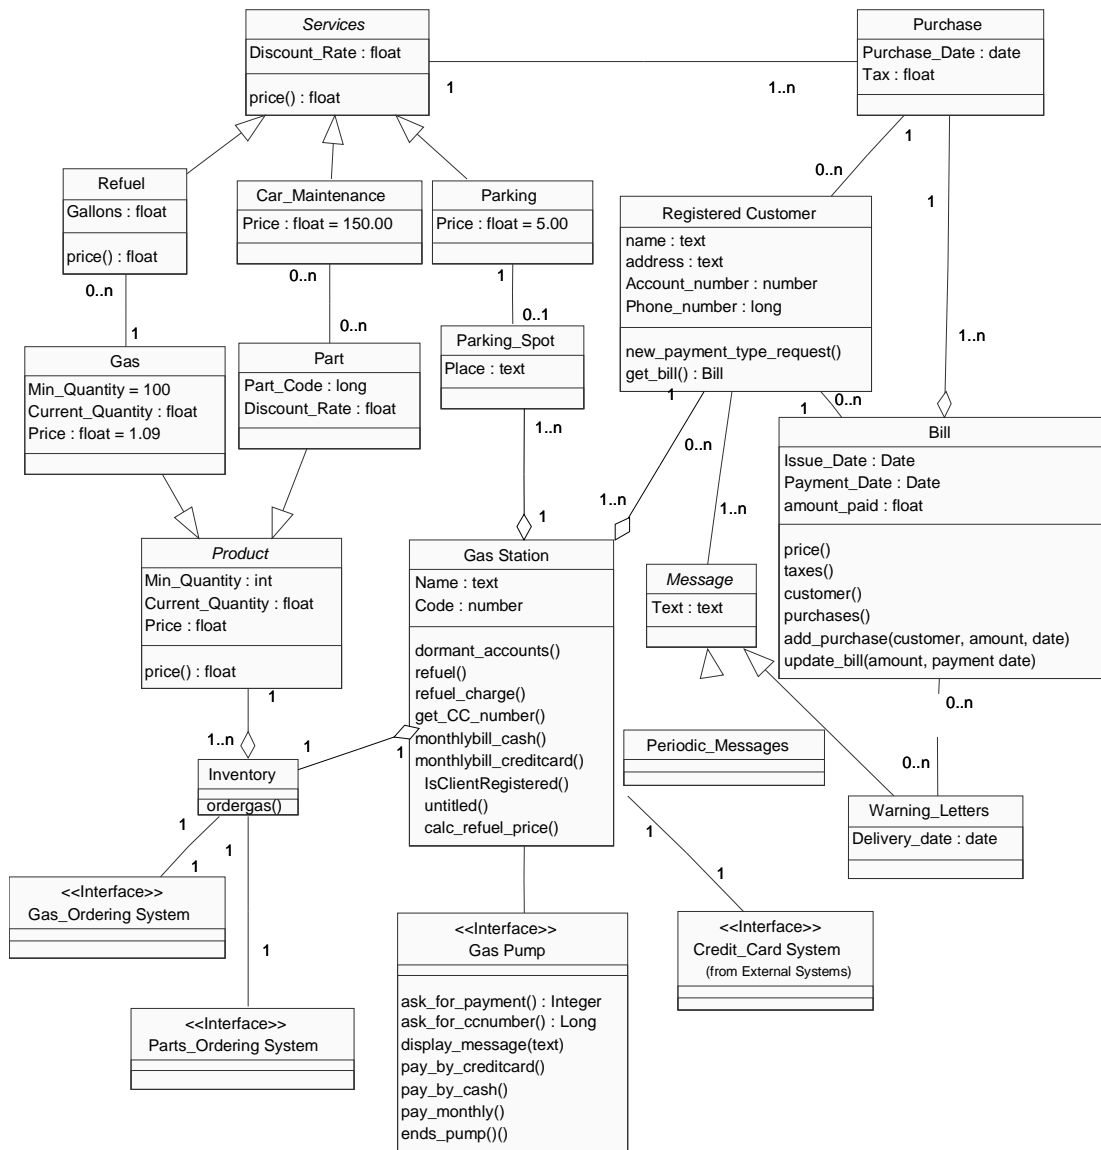 Services
Discount_Rate : float
price() : float
Purchase
Purchase_Date : date
Tax : float
1
1..n
1
0..n
1
1..n
Refuel
Gallons : float
price() : float
Car_Maintenance
Price : float = 150.00
Parking
Price : float = 5.00
Registered Customer
name : text
address : text
Account_number : number
Phone_number : long
new_payment_type_request()
get_bill() : Bill
0..n
1
0..n
0..n
1
0..1
Gas
Min_Quantity = 100
Current_Quantity : float
Price : float = 1.09
Part
Part_Code : long
Discount_Rate : float
Parking_Spot
Place : text
1..n
1
1
0..n
1..n
1..n
0..n
1
Bill
Issue_Date : Date
Payment_Date : Date
amount_paid : float
price()
taxes()
customer()
purchases()
add_purchase(customer, amount, date)
update_bill(amount, payment date)
Product
Min_Quantity : int
Current_Quantity : float
Price : float
price() : float
Gas Station
Name : text
Code : number
dormant_accounts()
refuel()
refuel_charge()
get_CC_number()
monthlybill_cash()
monthlybill_creditcard()
IsClientRegistered()
untitled()
calc_refuel_price()
Message
Text : text
1
1..n
1
1
0..n
0..n
Inventory
ordergas()
Periodic_Messages
Warning_Letters
Delivery_date : date
1
1
1
1
1
1
<<Interface>>
Gas_Ordering System
<<Interface>>
Parts_Ordering System
<<Interface>>
Gas Pump
ask_for_payment() : Integer
ask_for_ccnumber() : Long
display_message(text)
pay_by_creditcard()
pay_by_cash()
pay_monthly()
ends_pump()()
<<Interface>>
Credit_Card System
(from External Systems)